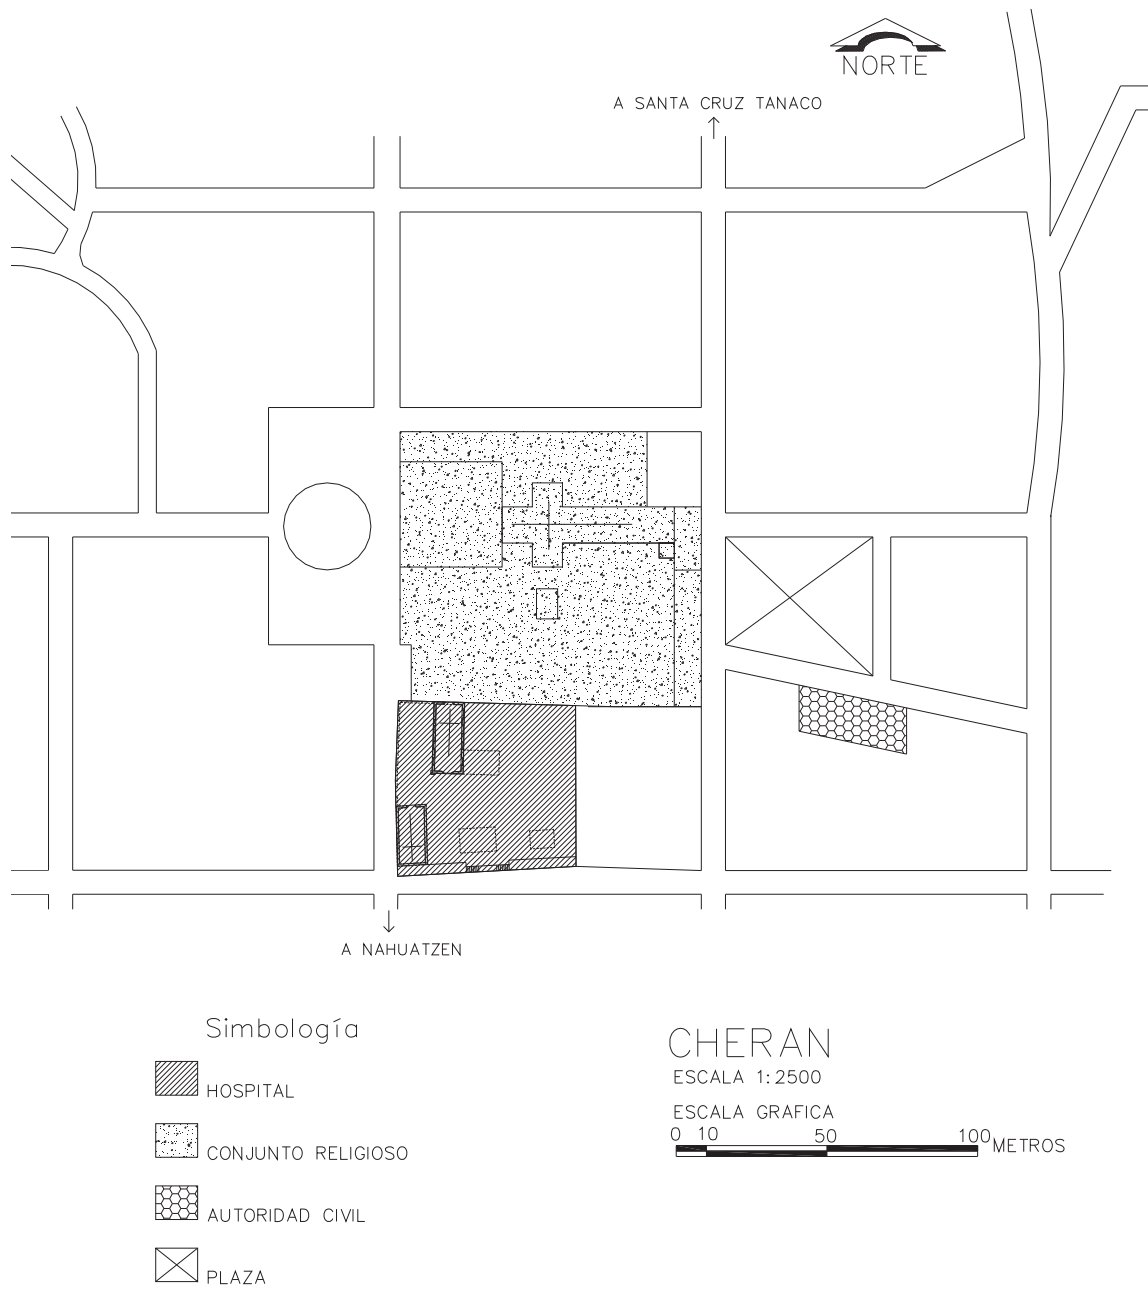 NORTE
A SANTA CRUZ TANACO
A NAHUATZEN
Simbología
HOSPITAL
CONJUNTO RELIGIOSO
AUTORIDAD CIVIL
PLAZA
CHERAN
ESCALA 1:2500
ESCALA GRAFICA
0 10 50 100 METROS